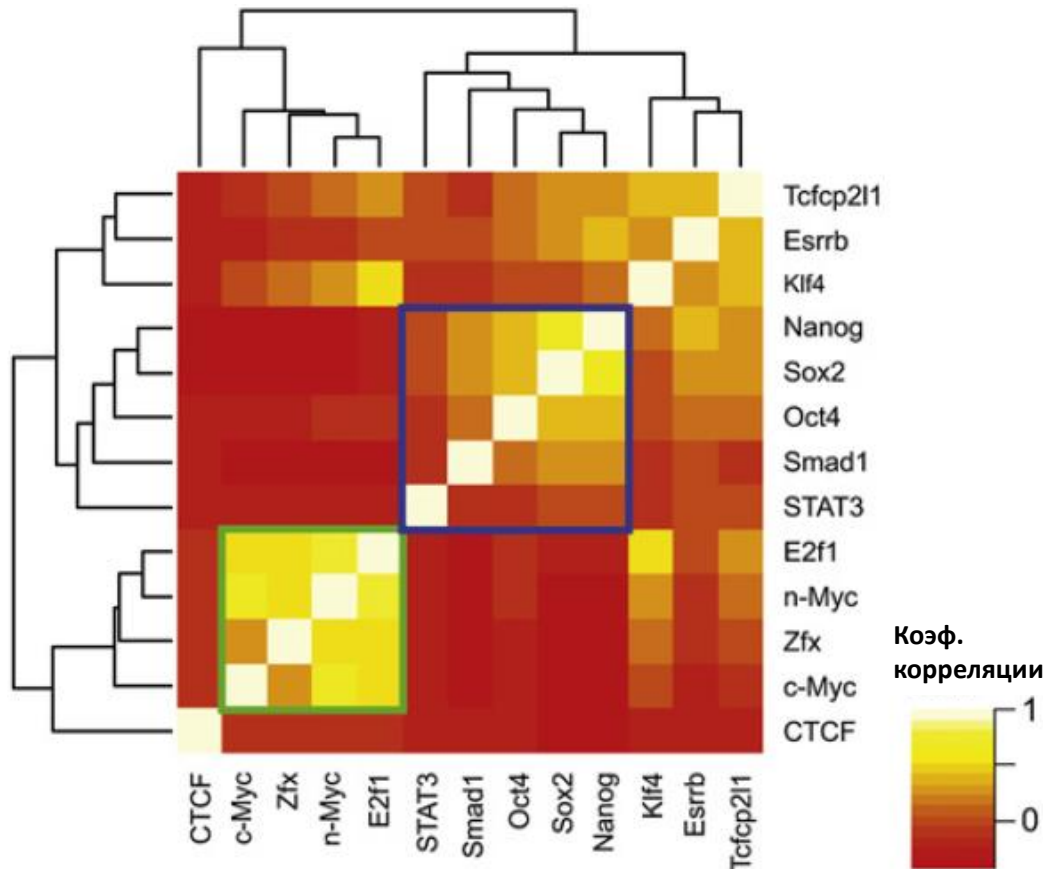 Tcfcp2l1
Esrrb
Klf4
Nanog
Sox2
Oct4
Smad1
STAT3
E2f1
n-Myc
Zfx
c-Myc
CTCF
CTCF
c-Myc
Zfx
n-Myc
E2f1
STAT3
Smad1
Oct4
Sox2
Nanog
Klf4
Esrrb
Tcfcp2l1
Коэф.
корреляции
1
0